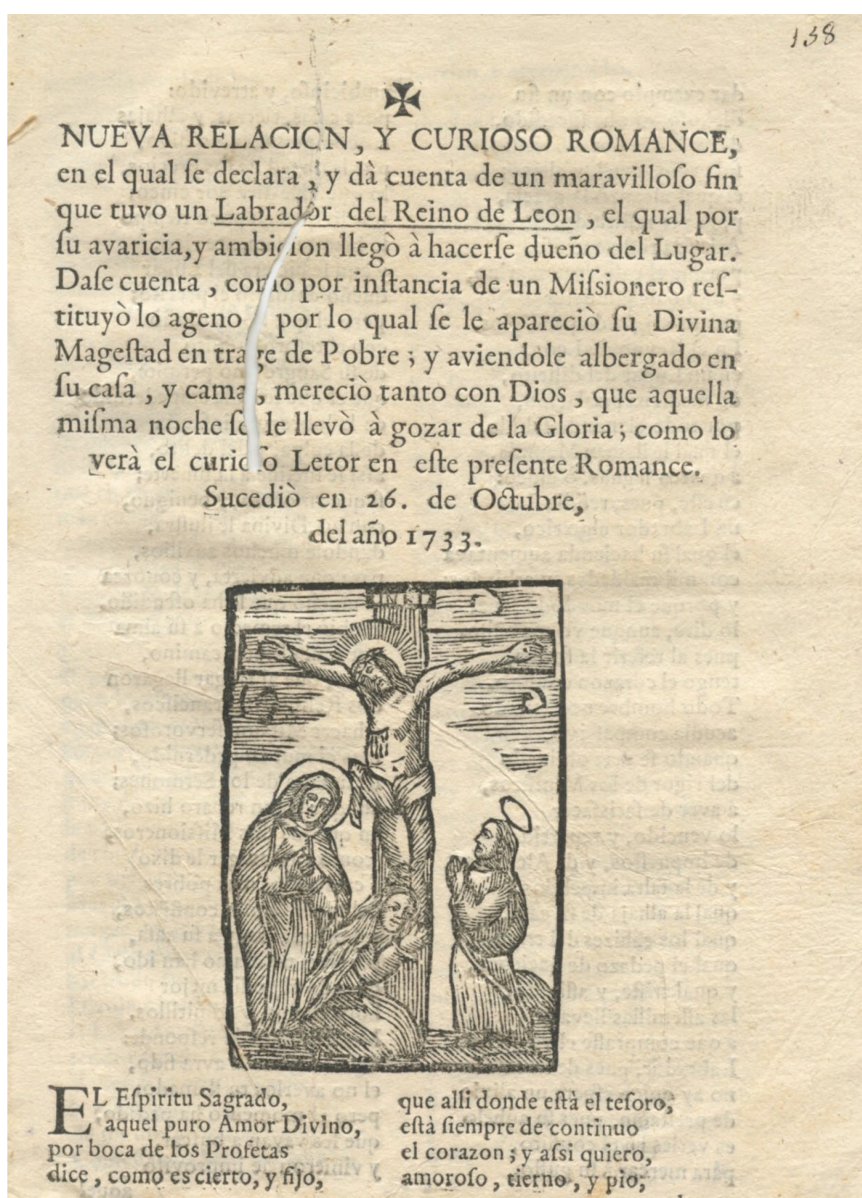 138
✠
NUEVA RELACION, Y CURIOSO ROMANCE,
en el qual ſe declara, y dà cuenta de un maravilloſo fin
que tuvo un Labrador del Reino de Leon, el qual por
ſu avaricia, y ambicion llegò à hacerſe dueño del Lugar.
Daſe cuenta, como por inſtancia de un Miſsionero reſ-
tituyò lo ageno por lo qual ſe le apareciò ſu Divina
Mageſtad en trage de Pobre; y aviendole albergado en
ſu caſa, y cama, mereciò tanto con Dios, que aquella
miſma noche ſe le llevò à gozar de la Gloria; como lo
verà el curioſo Letor en eſte preſente Romance.
Sucediò en 26. de Octubre,
del año 1733.
INRI
EL Eſpiritu Sagrado,
aquel puro Amor Divino,
por boca de los Profetas
dice, como es cierto, y fijo,
que alli donde eſtà el teſoro,
eſtà ſiempre de continuo
el corazon; y aſsi quiero,
amoroſo, tierno, y pio;